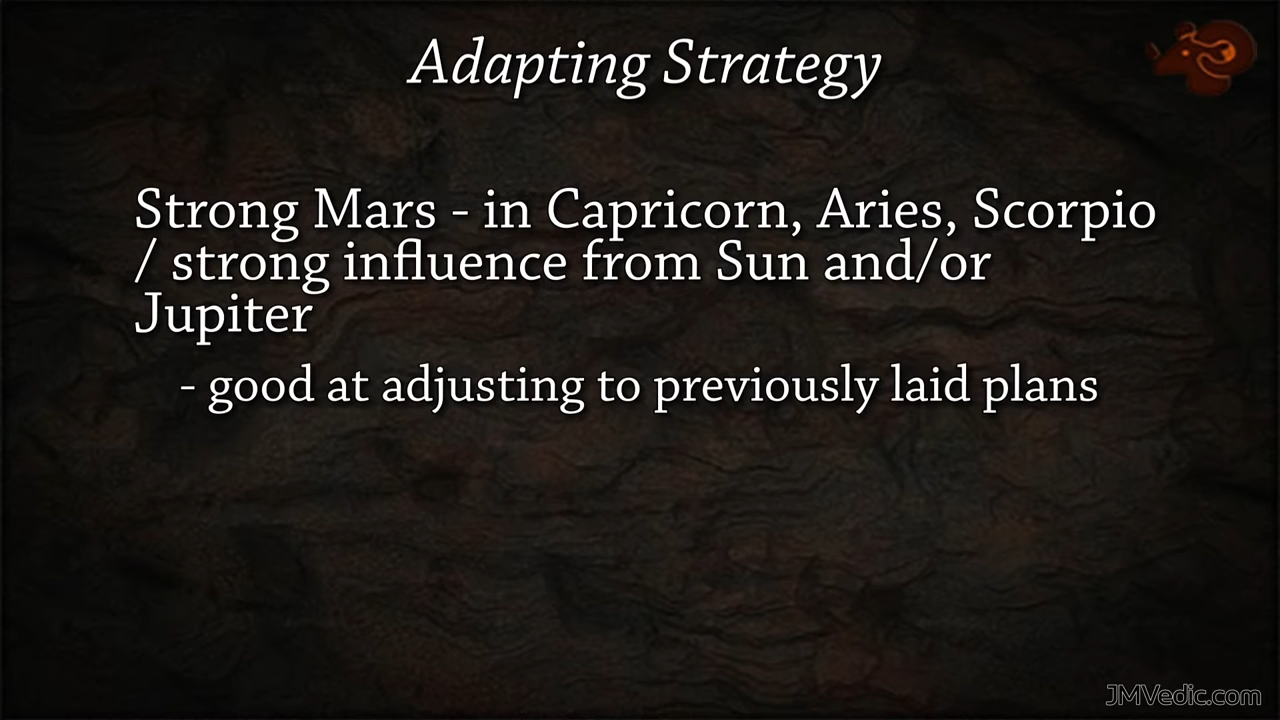 Adapting Strategy
Strong Mars - in Capricorn, Aries, Scorpio
/ strong influence from Sun and/or
Jupiter
- good at adjusting to previously laid plans
JMVedic.com